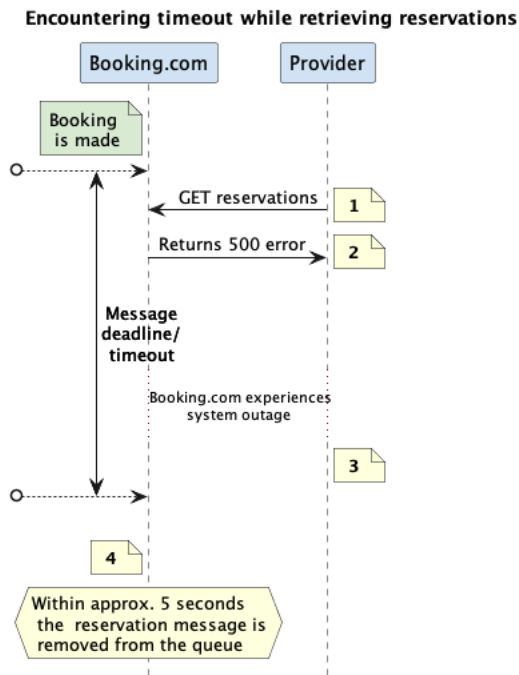 Encountering timeout while retrieving reservations
Booking.com
Provider
Booking
is made
GET reservations
1
Returns 500 error
2
Message
deadline/
timeout
Booking.com experiences
system outage
3
4
Within approx. 5 seconds
the reservation message is
removed from the queue